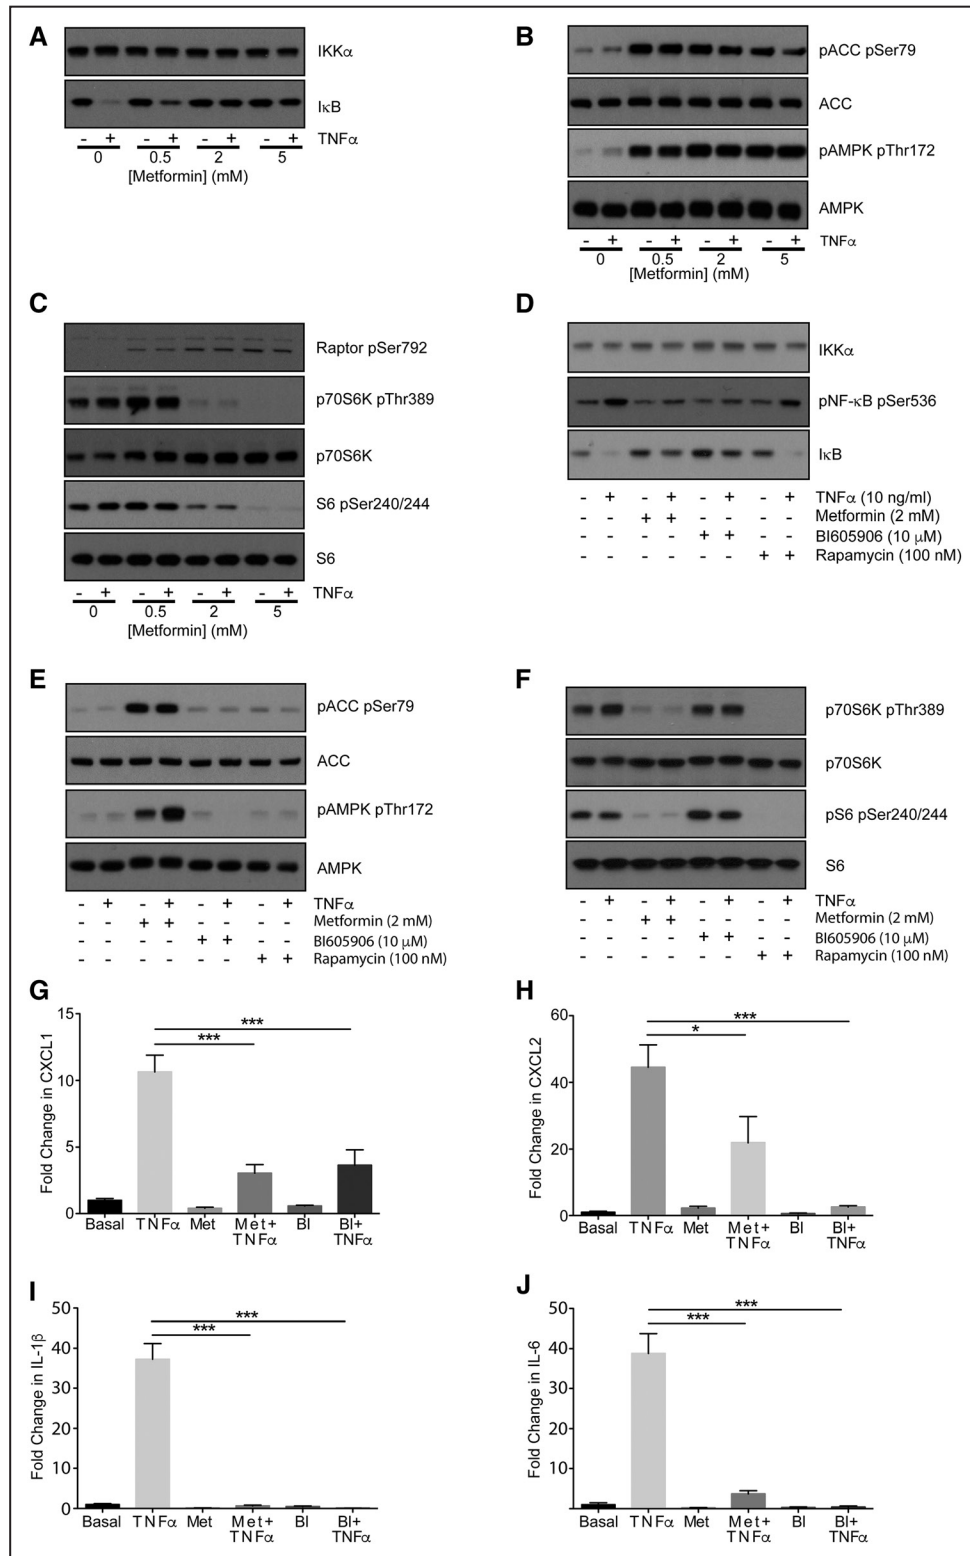 A
IKKα
IκB
- + - + - + - + TNFα
0 0.5 2 5
[Metformin] (mM)
B
pACC pSer79
ACC
pAMPK pThr172
AMPK
- + - + - + - + TNFα
0 0.5 2 5
[Metformin] (mM)
C
Raptor pSer792
p70S6K pThr389
p70S6K
S6 pSer240/244
S6
- + - + - + - + TNFα
0 0.5 2 5
[Metformin] (mM)
D
IKKα
pNF-κB pSer536
IκB
- + - + - + - + TNFα (10 ng/ml)
- - + + - - - - Metformin (2 mM)
- - - - + + - - BI605906 (10 μM)
- - - - - - + + Rapamycin (100 nM)
E
pACC pSer79
ACC
pAMPK pThr172
AMPK
- + - + - + - + TNFα
- - + + - - - - Metformin (2 mM)
- - - - + + - - BI605906 (10 μM)
- - - - - - + + Rapamycin (100 nM)
F
p70S6K pThr389
p70S6K
pS6 pSer240/244
S6
- + - + - + - + TNFα
- - + + - - - - Metformin (2 mM)
- - - - + + - - BI605906 (10 μM)
- - - - - - + + Rapamycin (100 nM)
G
Fold Change in CXCL1
15
10
5
0
***
***
Basal TNFα Met Met+ TNFα BI BI+ TNFα
H
Fold Change in CXCL2
60
40
20
0
***
*
Basal TNFα Met Met+ TNFα BI BI+ TNFα
I
Fold Change in IL-1β
50
40
30
20
10
0
***
***
Basal TNFα Met Met+ TNFα BI BI+ TNFα
J
Fold Change in IL-6
50
40
30
20
10
***
***
Basal TNFα Met Met+ TNFα BI BI+ TNFα